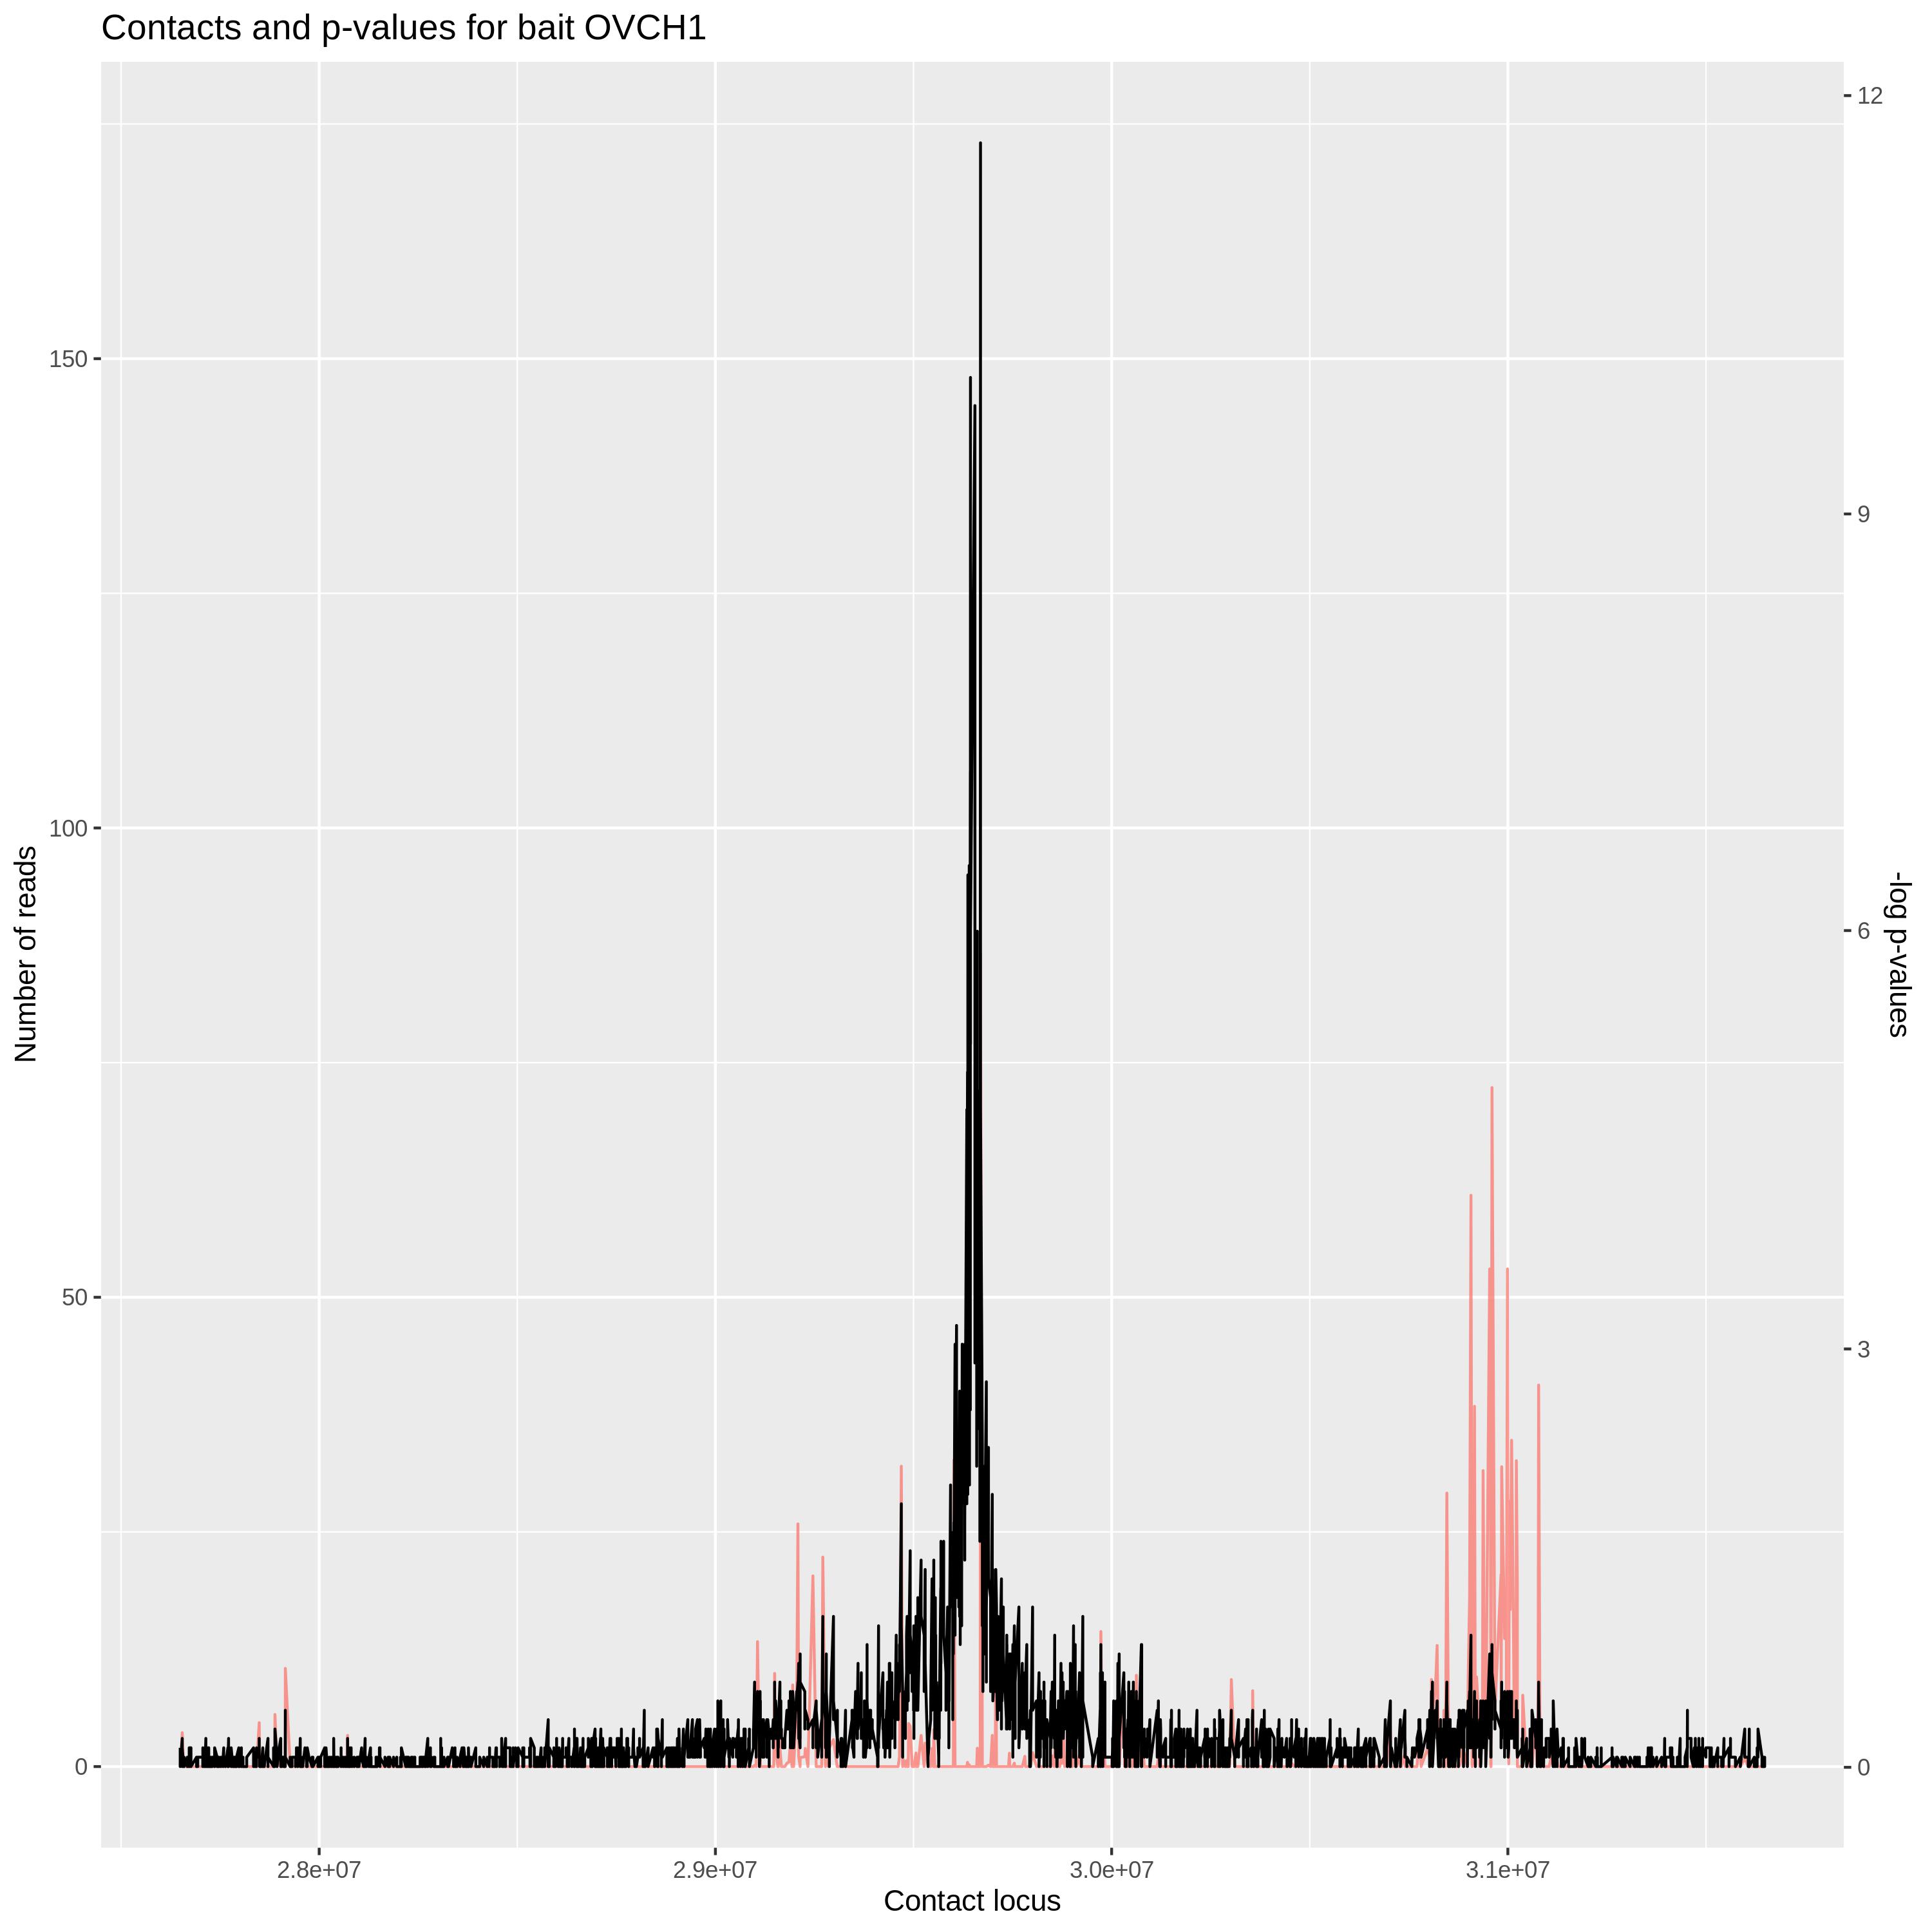 Contacts and p-values for bait OVCH1
12
150
9
100
6
Number of reads
-log p-values
50
3
0
0
2.8e+07
2.9e+07
3.0e+07
3.1e+07
Contact locus